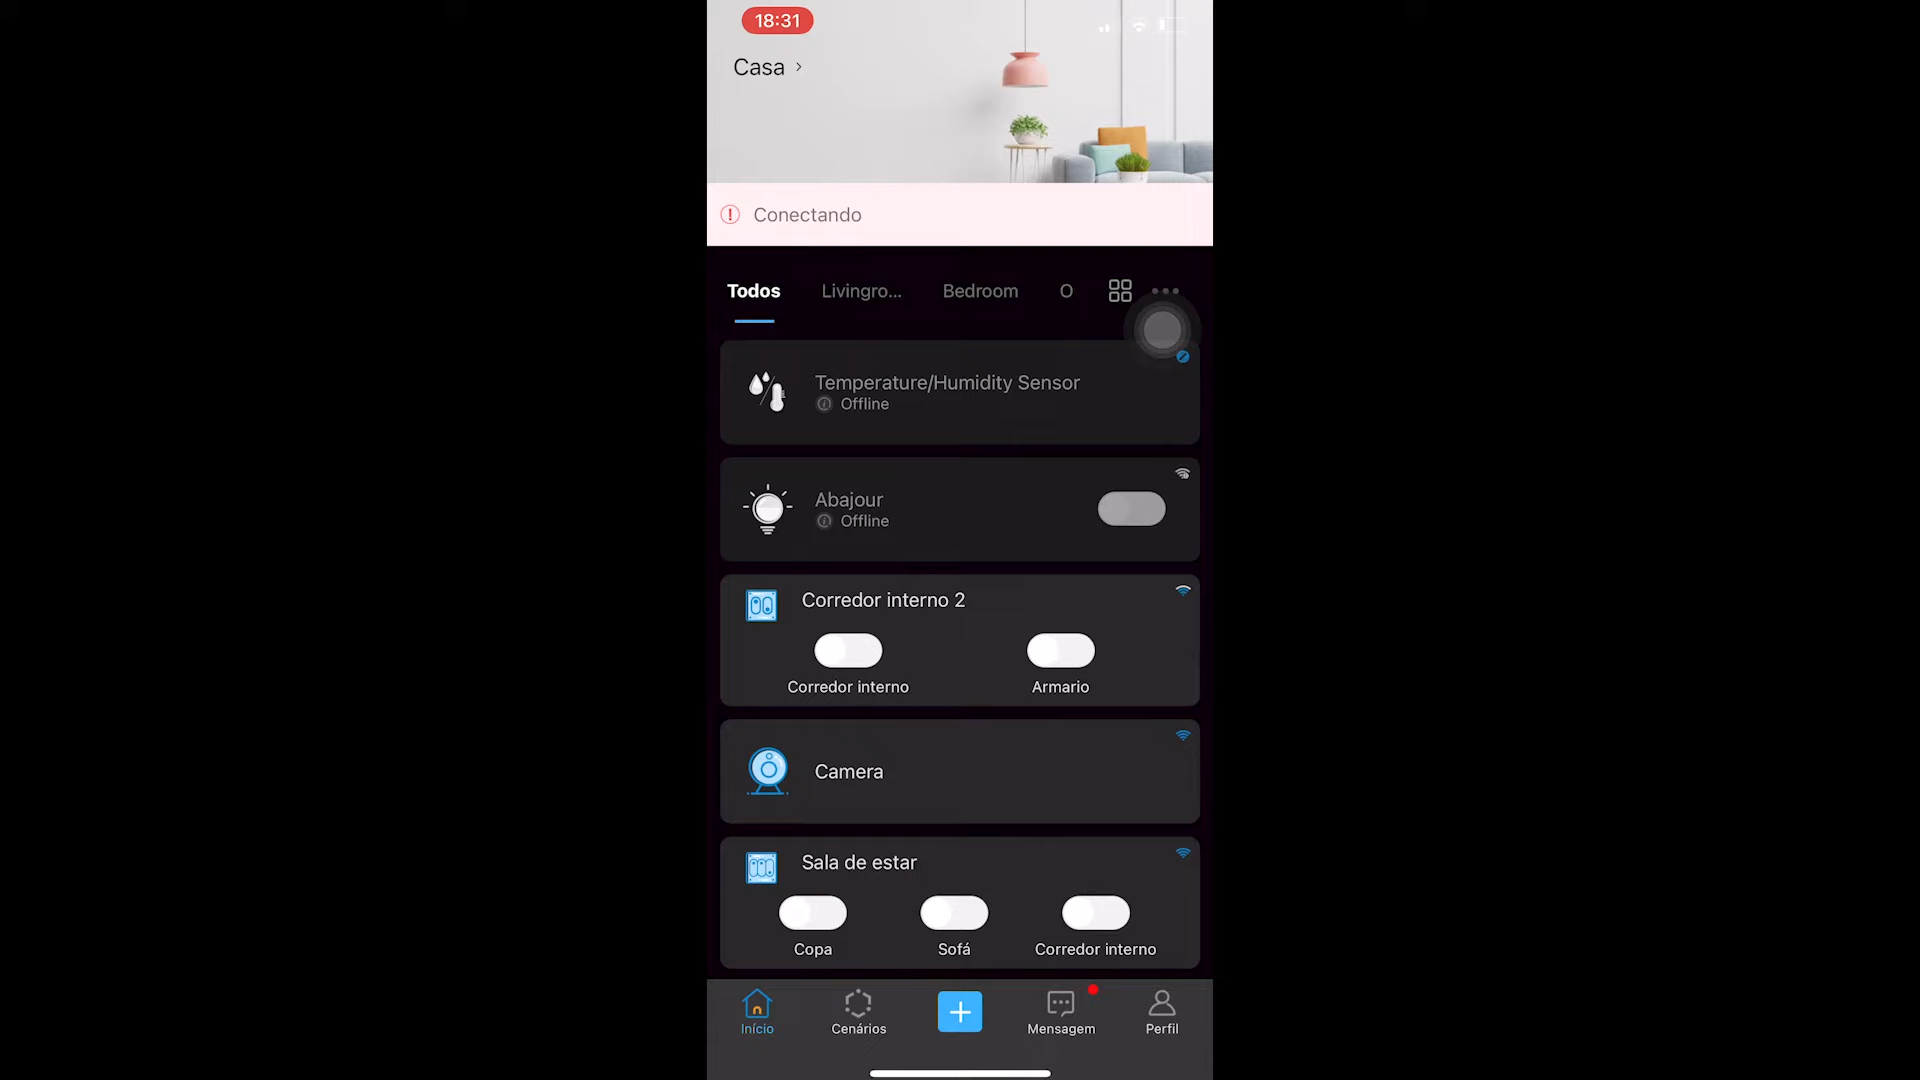 18:31
Casa
Conectando
Todos
Livingro...
Bedroom
O
Temperature/Humidity Sensor
Offline
Abajour
Offline
Corredor interno 2
Corredor interno
Armario
Camera
Sala de estar
Copa
Sofá
Corredor interno
Início
Cenários
Mensagem
Perfil